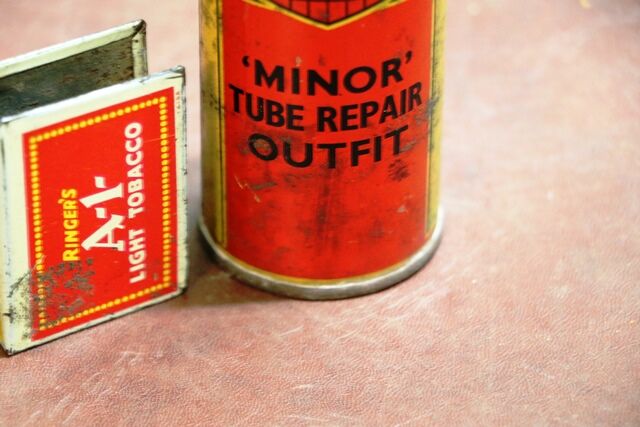 RINGER'S
A-1-
LIGHT TOBACCO
'MINOR'
TUBE REPAIR
OUTFIT